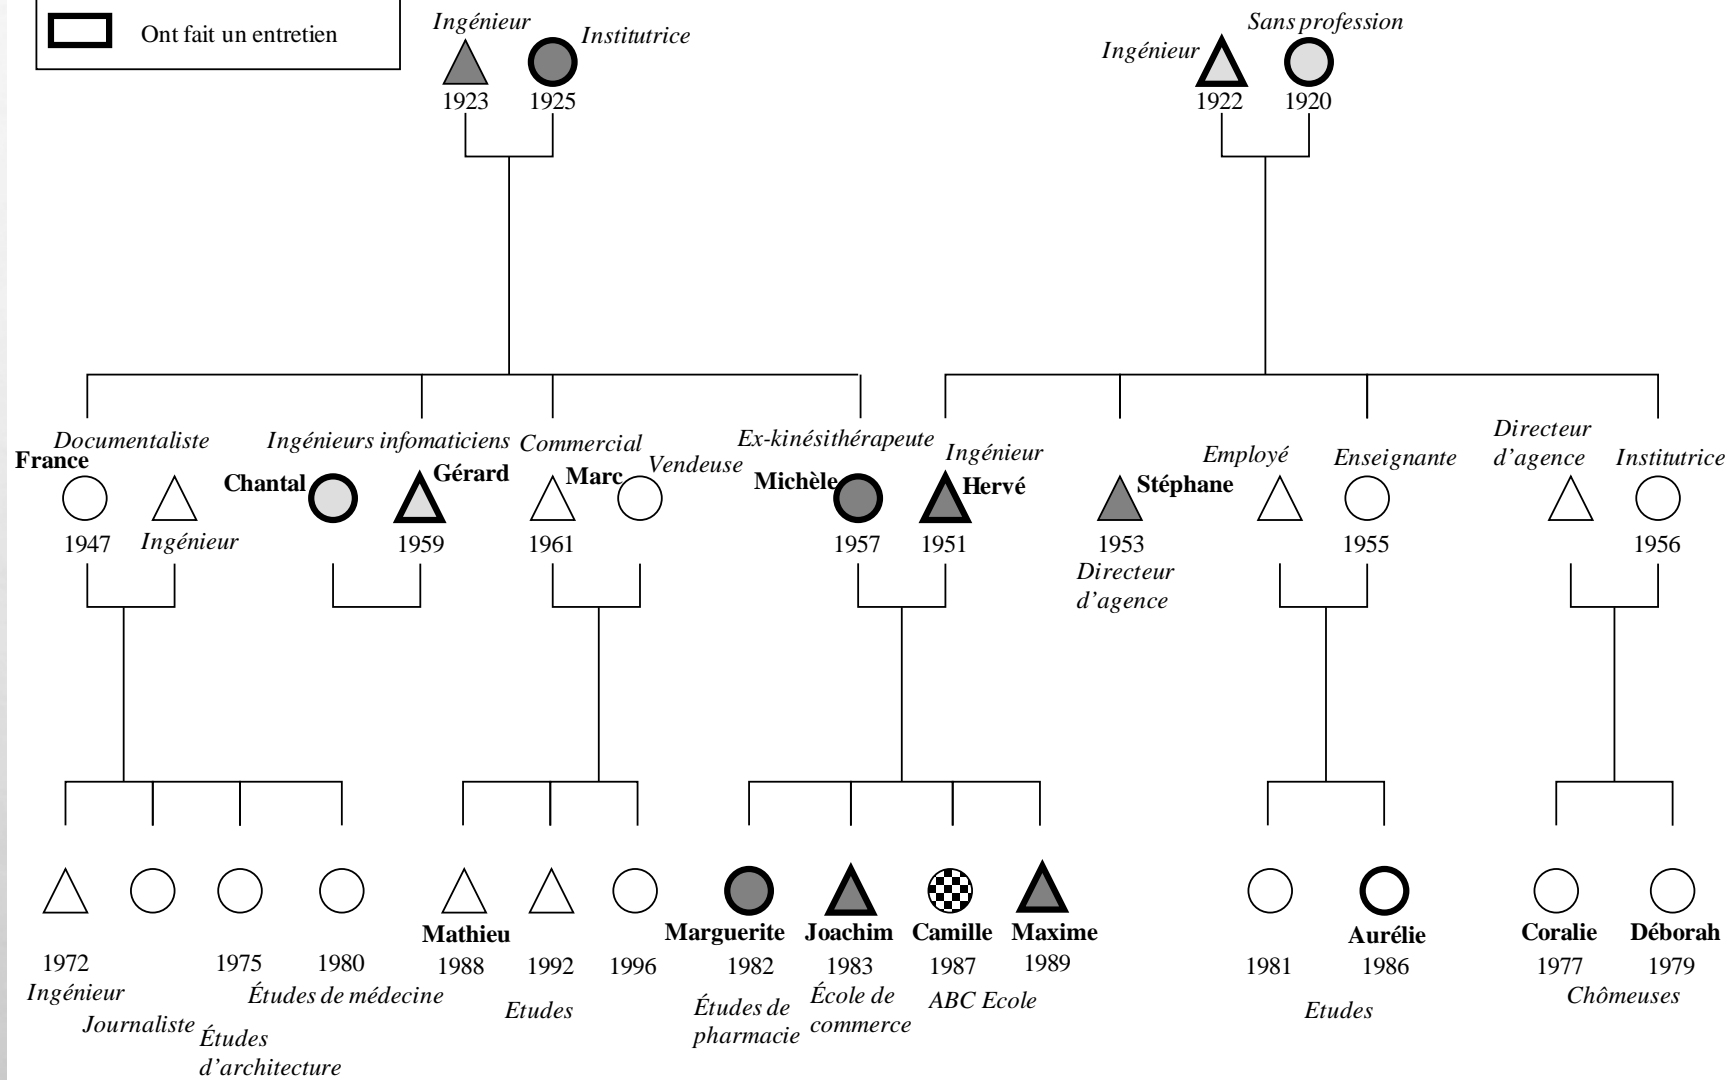 Ont fait un entretien
Ingénieur
Institutrice
1923
1925
Sans profession
Ingénieur
1922
1920
Documentaliste
France
1947
Ingénieur
Ingénieurs infomaticiens
Chantal
Gérard
1959
Commercial
Marc
Vendeuse
1961
Ex-kinésithérapeute
Michèle
1957
Ingénieur
Hervé
1951
Stéphane
1953
Directeur
d’agence
Employé
Enseignante
1955
Directeur
d’agence
Institutrice
1956
1972
Ingénieur
Journaliste
1975
Études
d’architecture
1980
Études de médecine
Mathieu
1988
1992
1996
Etudes
Marguerite
1982
Études de
pharmacie
Joachim
1983
École de
commerce
Camille
1987
ABC Ecole
Maxime
1989
1981
Aurélie
1986
Etudes
Coralie
1977
Déborah
1979
Chômeuses